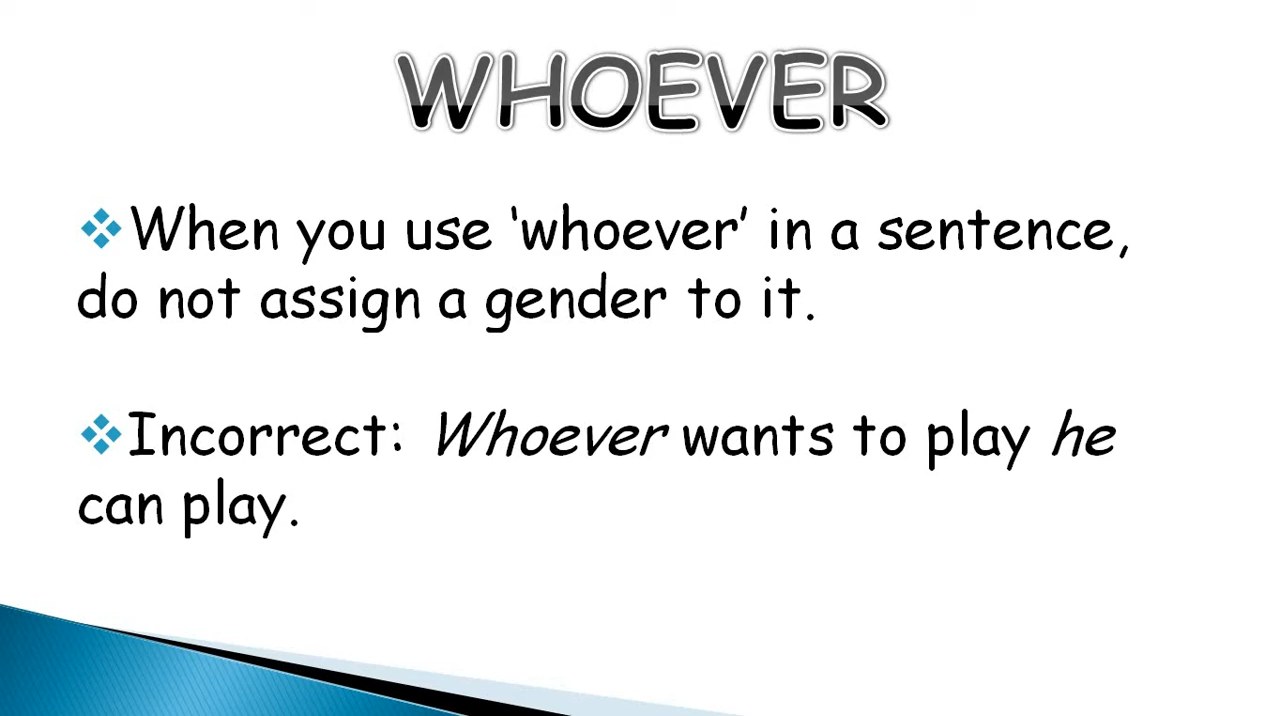 WHOEVER
When you use ‘whoever’ in a sentence,
do not assign a gender to it.
Incorrect: Whoever wants to play he
can play.